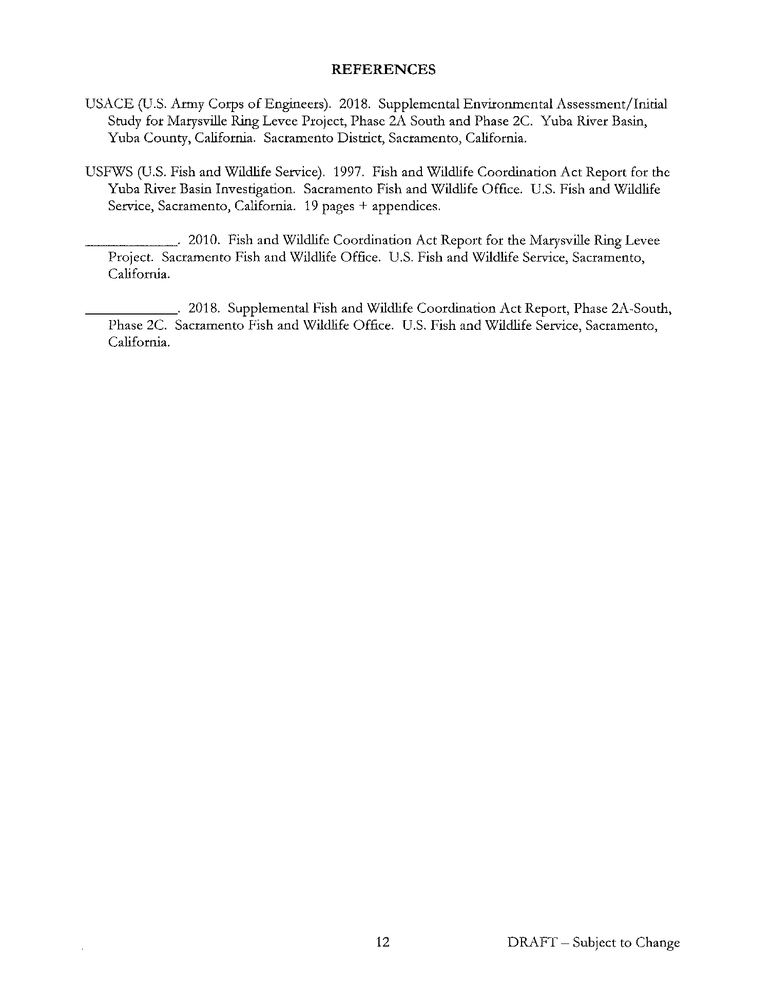 REFERENCES
USACE (U.S. Army Corps of Engineers). 2018. Supplemental Environmental Assessment/Initial
Study for Marysville Ring Levee Project, Phase 2A South and Phase 2C. Yuba River Basin,
Yuba County, California. Sacramento District, Sacramento, California.
USFWS (U.S. Fish and Wildlife Service). 1997. Fish and Wildlife Coordination Act Report for the
Yuba River Basin Investigation. Sacramento Fish and Wildlife Office. U.S. Fish and Wildlife
Service, Sacramento, California. 19 pages + appendices.
______________. 2010. Fish and Wildlife Coordination Act Report for the Marysville Ring Levee
Project. Sacramento Fish and Wildlife Office. U.S. Fish and Wildlife Service, Sacramento,
California.
______________. 2018. Supplemental Fish and Wildlife Coordination Act Report, Phase 2A-South,
Phase 2C. Sacramento Fish and Wildlife Office. U.S. Fish and Wildlife Service, Sacramento,
California.
12 DRAFT – Subject to Change